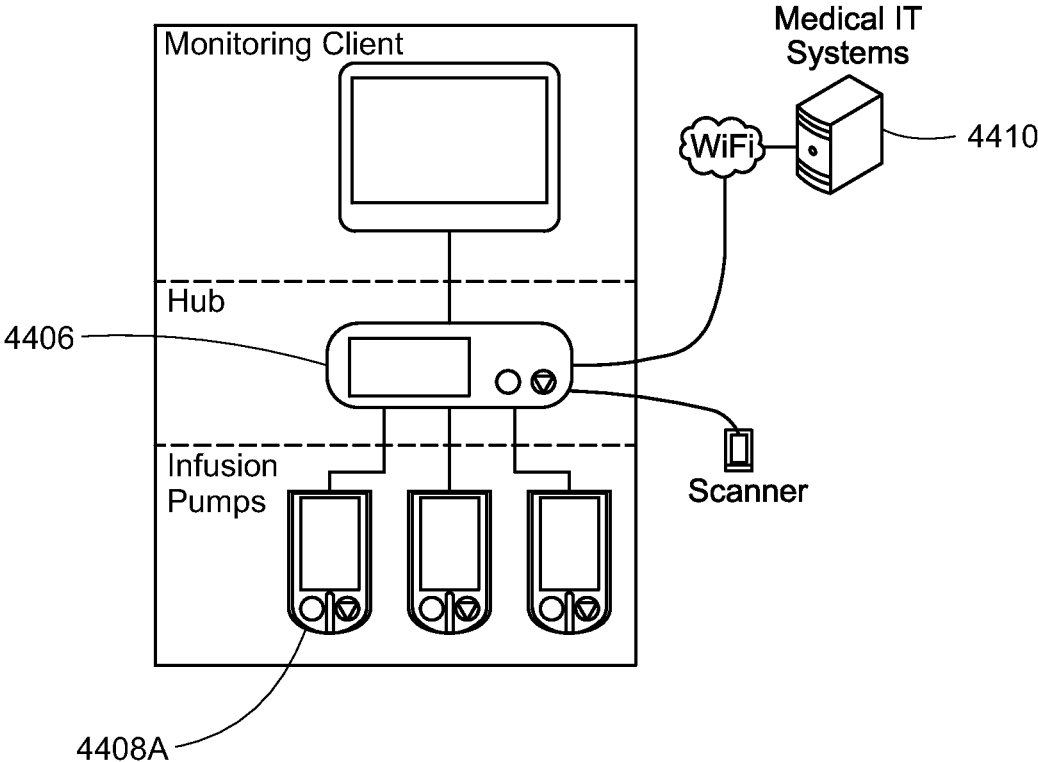 Monitoring Client
Medical IT
Systems
WiFi
4410
Hub
4406
Infusion
Pumps
Scanner
4408A